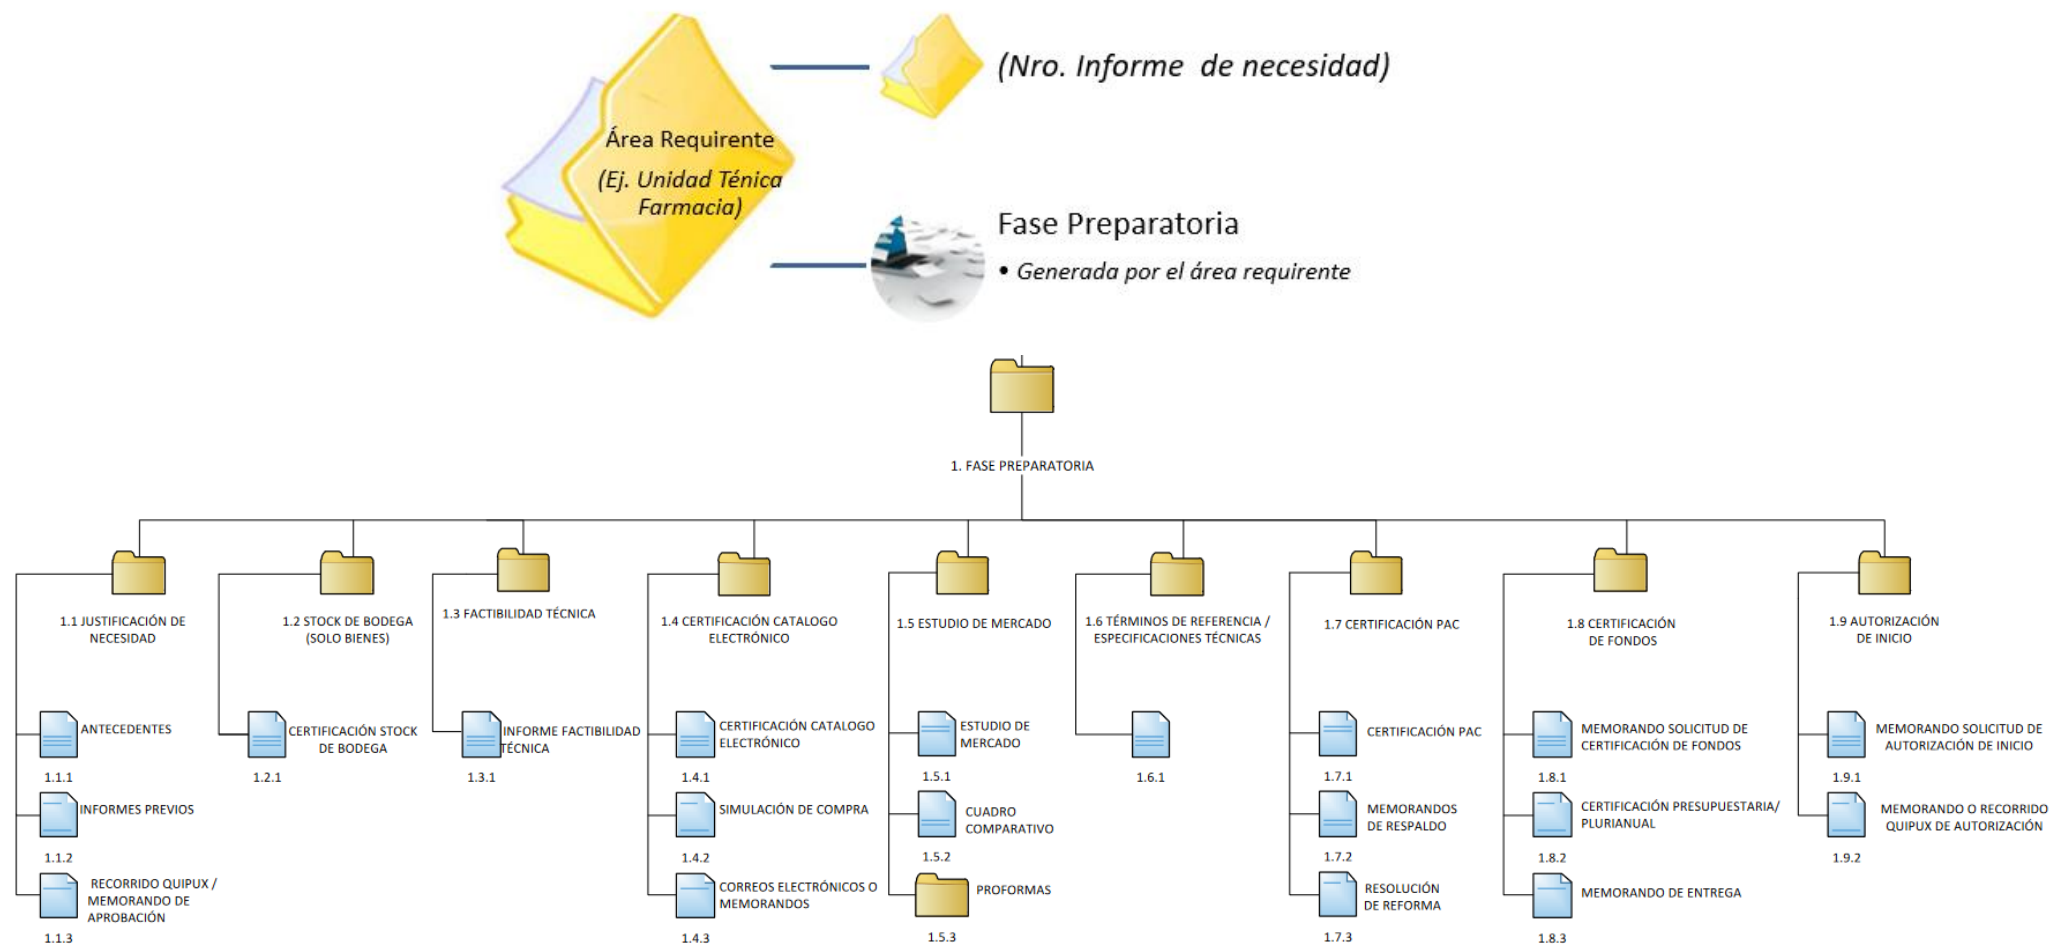 (Nro. Informe  de necesidad)
Área Requirente
(Ej. Unidad Ténica
Farmacia)
Fase Preparatoria
• Generada por el área requirente
1. FASE PREPARATORIA
1.1 JUSTIFICACIÓN DE
NECESIDAD
ANTECEDENTES
1.1.1
INFORMES PREVIOS
1.1.2
RECORRIDO QUIPUX /
MEMORANDO DE
APROBACIÓN
1.1.3
1.2 STOCK DE BODEGA
(SOLO BIENES)
CERTIFICACIÓN STOCK
DE BODEGA
1.2.1
1.3 FACTIBILIDAD TÉCNICA
INFORME FACTIBILIDAD
TÉCNICA
1.3.1
1.4 CERTIFICACIÓN CATALOGO
ELECTRÓNICO
CERTIFICACIÓN CATALOGO
ELECTRÓNICO
1.4.1
SIMULACIÓN DE COMPRA
1.4.2
CORREOS ELECTRÓNICOS O
MEMORANDOS
1.4.3
1.5 ESTUDIO DE MERCADO
ESTUDIO DE
MERCADO
1.5.1
CUADRO
COMPARATIVO
1.5.2
PROFORMAS
1.5.3
1.6 TÉRMINOS DE REFERENCIA /
ESPECIFICACIONES TÉCNICAS
1.6.1
1.7 CERTIFICACIÓN PAC
CERTIFICACIÓN PAC
1.7.1
MEMORANDOS
DE RESPALDO
1.7.2
RESOLUCIÓN
DE REFORMA
1.7.3
1.8 CERTIFICACIÓN
DE FONDOS
MEMORANDO SOLICITUD DE
CERTIFICACIÓN DE FONDOS
1.8.1
CERTIFICACIÓN PRESUPUESTARIA/
PLURIANUAL
1.8.2
MEMORANDO DE ENTREGA
1.8.3
1.9 AUTORIZACIÓN
DE INICIO
MEMORANDO SOLICITUD DE
AUTORIZACIÓN DE INICIO
1.9.1
MEMORANDO O RECORRIDO
QUIPUX DE AUTORIZACIÓN
1.9.2